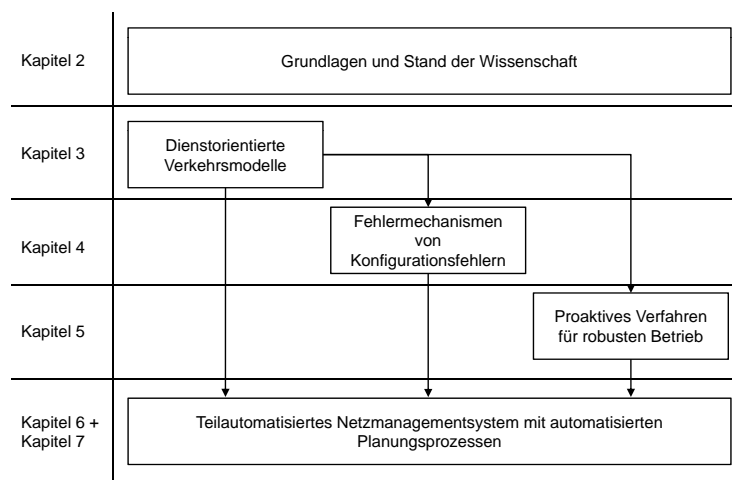 Kapitel 2
Grundlagen und Stand der Wissenschaft
Kapitel 3
Dienstorientierte
Verkehrsmodelle
Kapitel 4
Fehlermechanismen
von
Konfigurationsfehlern
Kapitel 5
Proaktives Verfahren
für robusten Betrieb
Kapitel 6 +
Kapitel 7
Teilautomatisiertes Netzmanagementsystem mit automatisierten
Planungsprozessen